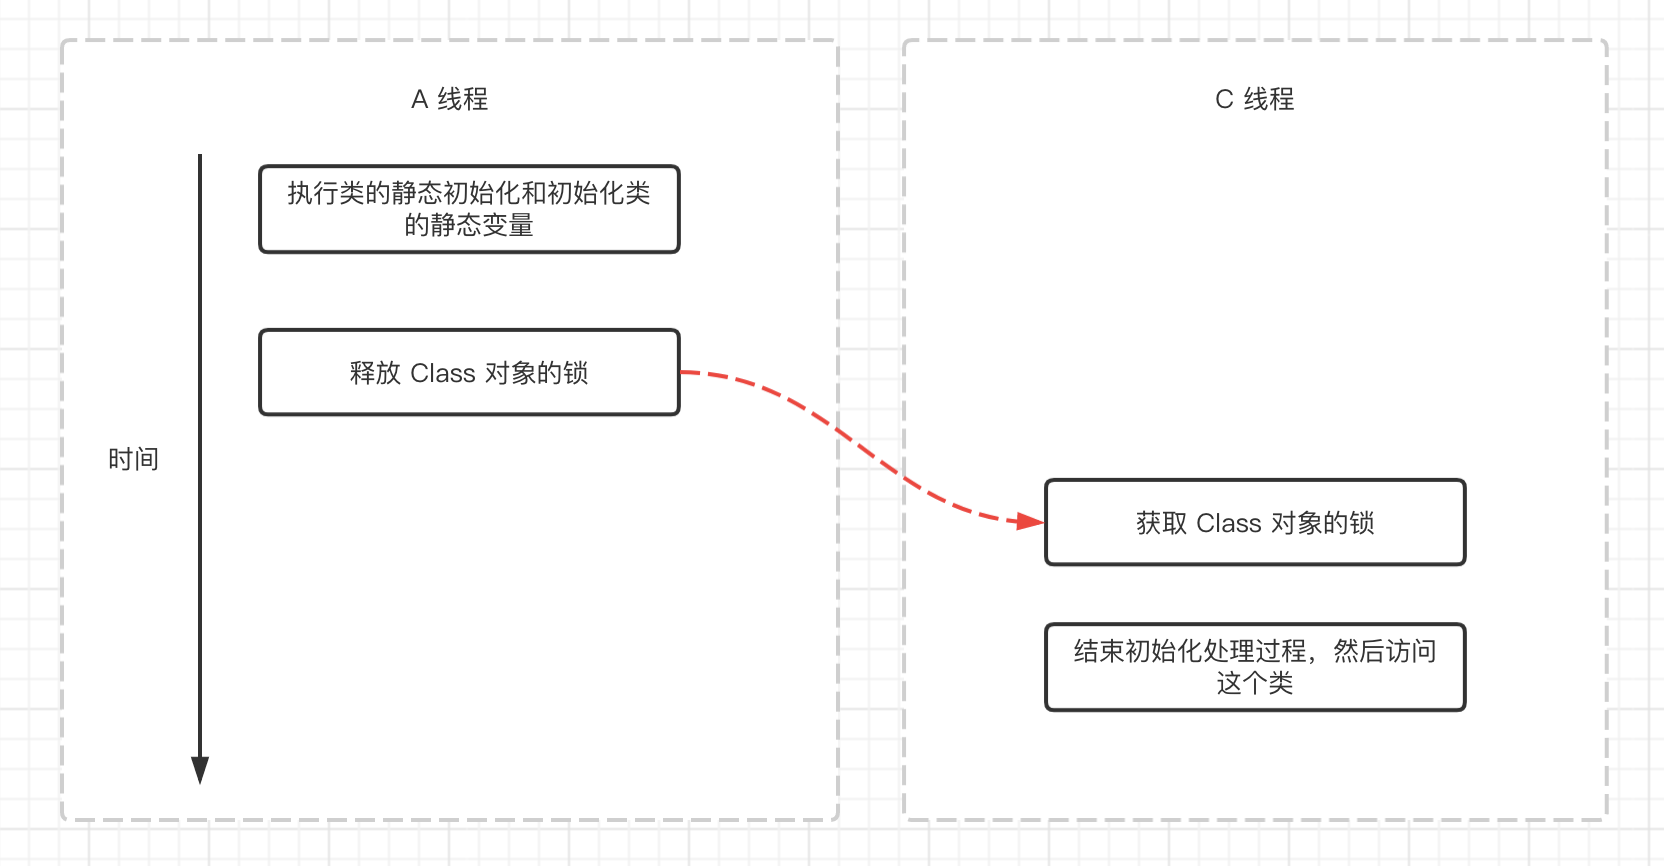 A 线程
执行类的静态初始化和初始化类
的静态变量
释放 Class 对象的锁
时间
C 线程
获取 Class 对象的锁
结束初始化处理过程，然后访问
这个类